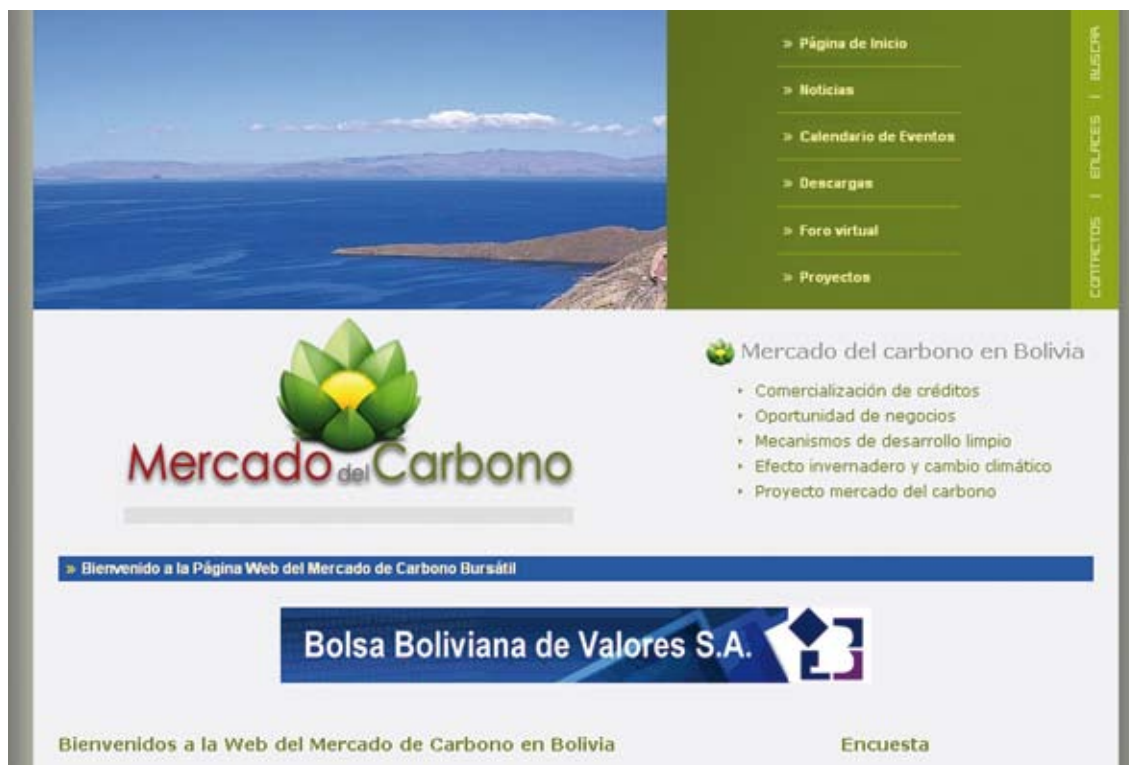 » Página de Inicio
» Noticias
» Calendario de Eventos
» Descargas
» Foro virtual
» Proyectos
CONTACTOS | ENLACES | BUSCAR
Mercado del Carbono
Mercado del carbono en Bolivia
• Comercialización de créditos
• Oportunidad de negocios
• Mecanismos de desarrollo limpio
• Efecto invernadero y cambio climático
• Proyecto mercado del carbono
» Bienvenido a la Página Web del Mercado de Carbono Bursátil
Bolsa Boliviana de Valores S.A.
Bienvenidos a la Web del Mercado de Carbono en Bolivia
Encuesta